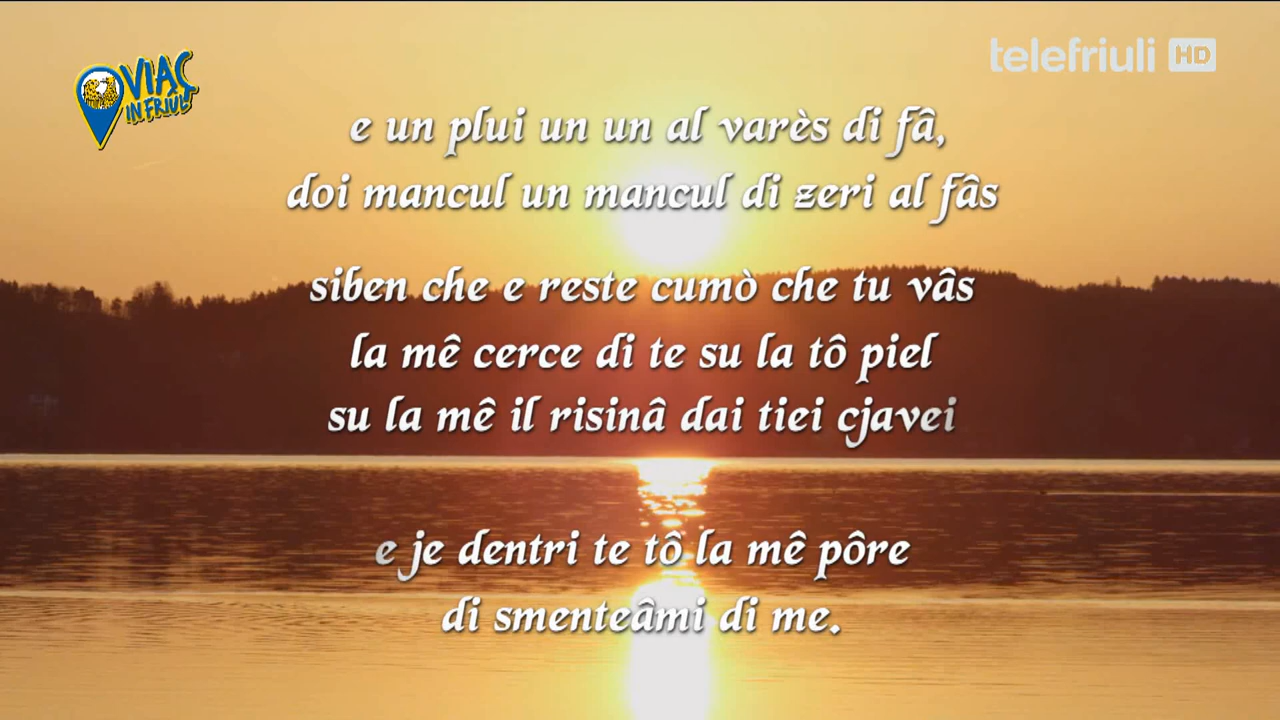 VIAÇ
IN FRIÛL
telefriuli HD
e un plui un un al varès di fâ,
doi mancul un mancul di zeri al fâs
siben che e reste cumò che tu vâs
la mê cerce di te su la tô piel
su la mê il risinâ dai tiei cjavei
e je dentri te tô la mê pôre
di smenteâmi di me.